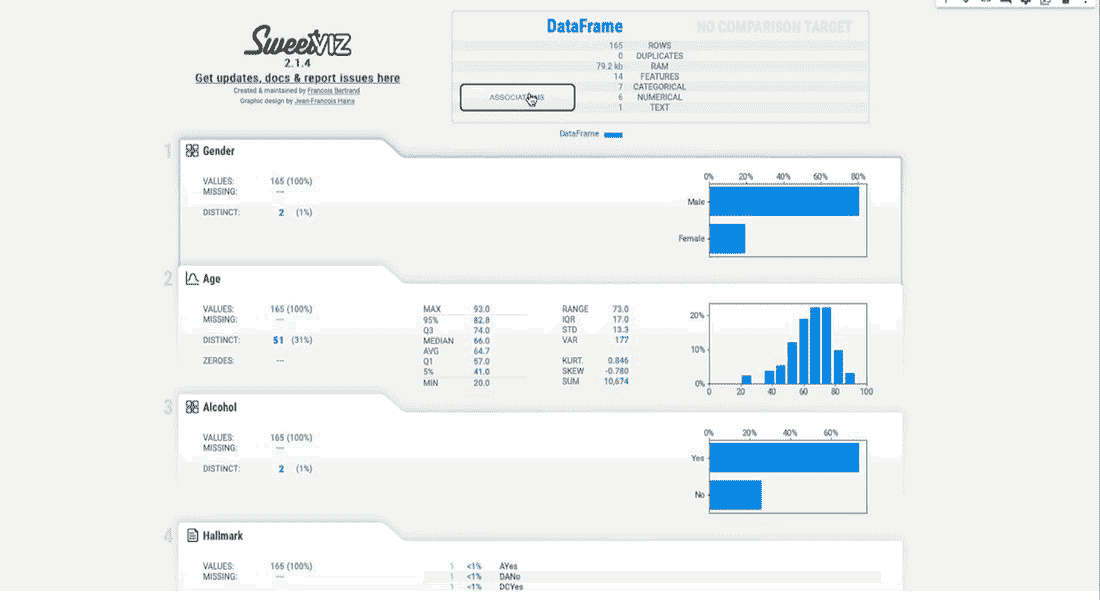 SweetVIZ
2.1.4
Get updates, docs & report issues here
Created & maintained by Francois Bertrand
Graphic design by Jean-Francois Hains
DataFrame
NO COMPARISON TARGET
165 ROWS
0 DUPLICATES
79.2 kb RAM
14 FEATURES
7 CATEGORICAL
6 NUMERICAL
1 TEXT
ASSOCIATIONS
DataFrame
1 Gender
VALUES: 165 (100%)
MISSING: ---
DISTINCT: 2 (1%)
0% 20% 40% 60% 80%
Male
Female
2 Age
VALUES: 165 (100%)
MISSING: ---
DISTINCT: 51 (31%)
ZEROES: ---
MAX 93.0
95% 82.8
Q3 74.0
MEDIAN 66.0
AVG 64.7
Q1 57.0
5% 41.0
MIN 20.0
RANGE 73.0
IQR 17.0
STD 13.3
VAR 177
KURT. 0.846
SKEW -0.780
SUM 10,674
20%
10%
0%
0 20 40 60 80 100
3 Alcohol
VALUES: 165 (100%)
MISSING: ---
DISTINCT: 2 (1%)
0% 20% 40% 60%
Yes
No
4 Hallmark
VALUES: 165 (100%)
MISSING: ---
1 <1% AYes
1 <1% DANo
1 <1% DCYes